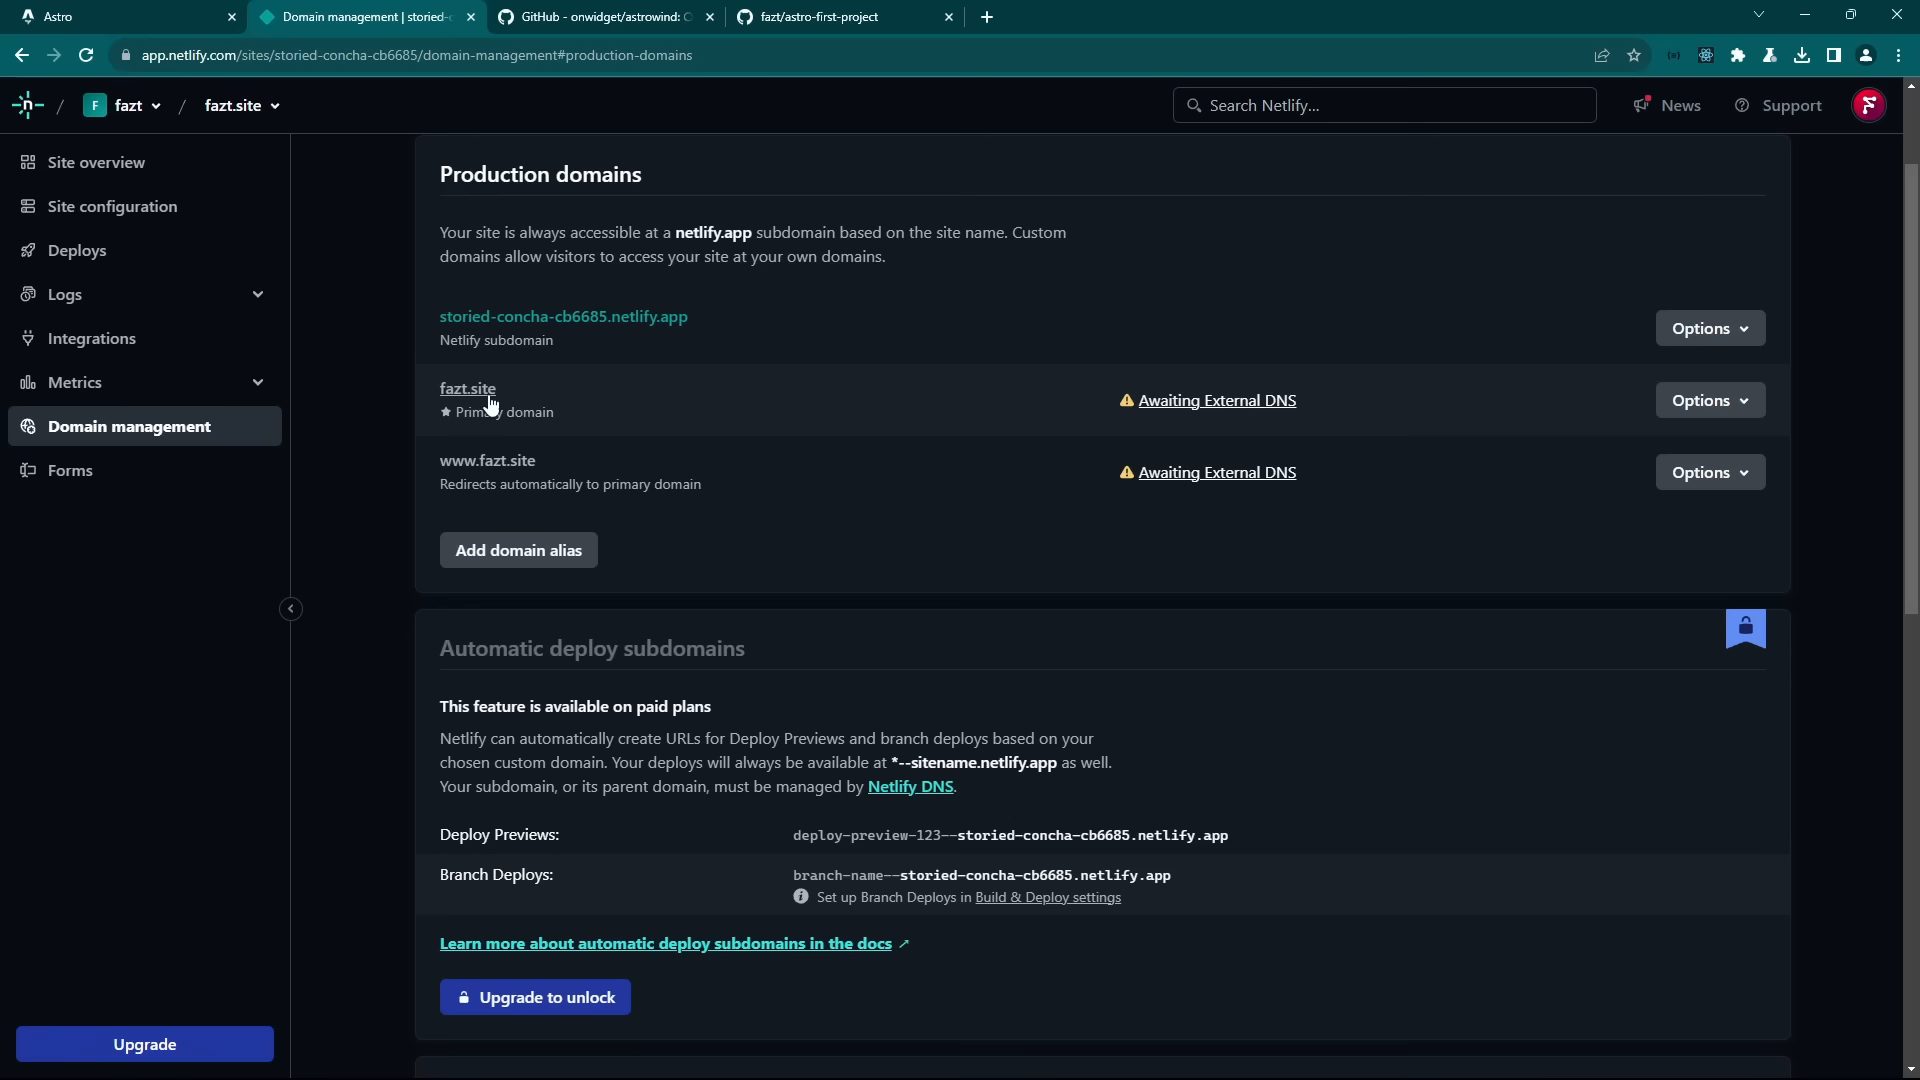 Astro
Domain management | storied-c
GitHub - onwidget/astrowind: 
fazt/astro-first-project
app.netlify.com/sites/storied-concha-cb6685/domain-management#production-domains
/ F fazt / fazt.site
Search Netlify...
News
Support
Site overview
Site configuration
Deploys
Logs
Integrations
Metrics
Domain management
Forms
Upgrade
Production domains
Your site is always accessible at a netlify.app subdomain based on the site name. Custom
domains allow visitors to access your site at your own domains.
storied-concha-cb6685.netlify.app
Netlify subdomain
Options
fazt.site
Primary domain
Awaiting External DNS
Options
www.fazt.site
Redirects automatically to primary domain
Awaiting External DNS
Options
Add domain alias
Automatic deploy subdomains
This feature is available on paid plans
Netlify can automatically create URLs for Deploy Previews and branch deploys based on your
chosen custom domain. Your deploys will always be available at *--sitename.netlify.app as well.
Your subdomain, or its parent domain, must be managed by Netlify DNS.
Deploy Previews:
deploy-preview-123--storied-concha-cb6685.netlify.app
Branch Deploys:
branch-name--storied-concha-cb6685.netlify.app
Set up Branch Deploys in Build & Deploy settings
Learn more about automatic deploy subdomains in the docs ↗
Upgrade to unlock